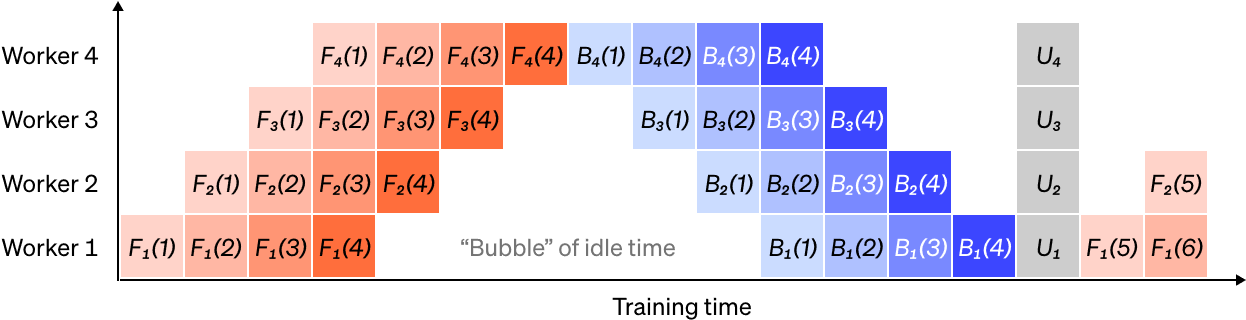 Worker 4 F₄(1) F₄(2) F₄(3) F₄(4) B₄(1) B₄(2) B₄(3) B₄(4) U₄
Worker 3 F₃(1) F₃(2) F₃(3) F₃(4) B₃(1) B₃(2) B₃(3) B₃(4) U₃
Worker 2 F₂(1) F₂(2) F₂(3) F₂(4) B₂(1) B₂(2) B₂(3) B₂(4) U₂ F₂(5)
Worker 1 F₁(1) F₁(2) F₁(3) F₁(4) “Bubble” of idle time B₁(1) B₁(2) B₁(3) B₁(4) U₁ F₁(5) F₁(6)
Training time